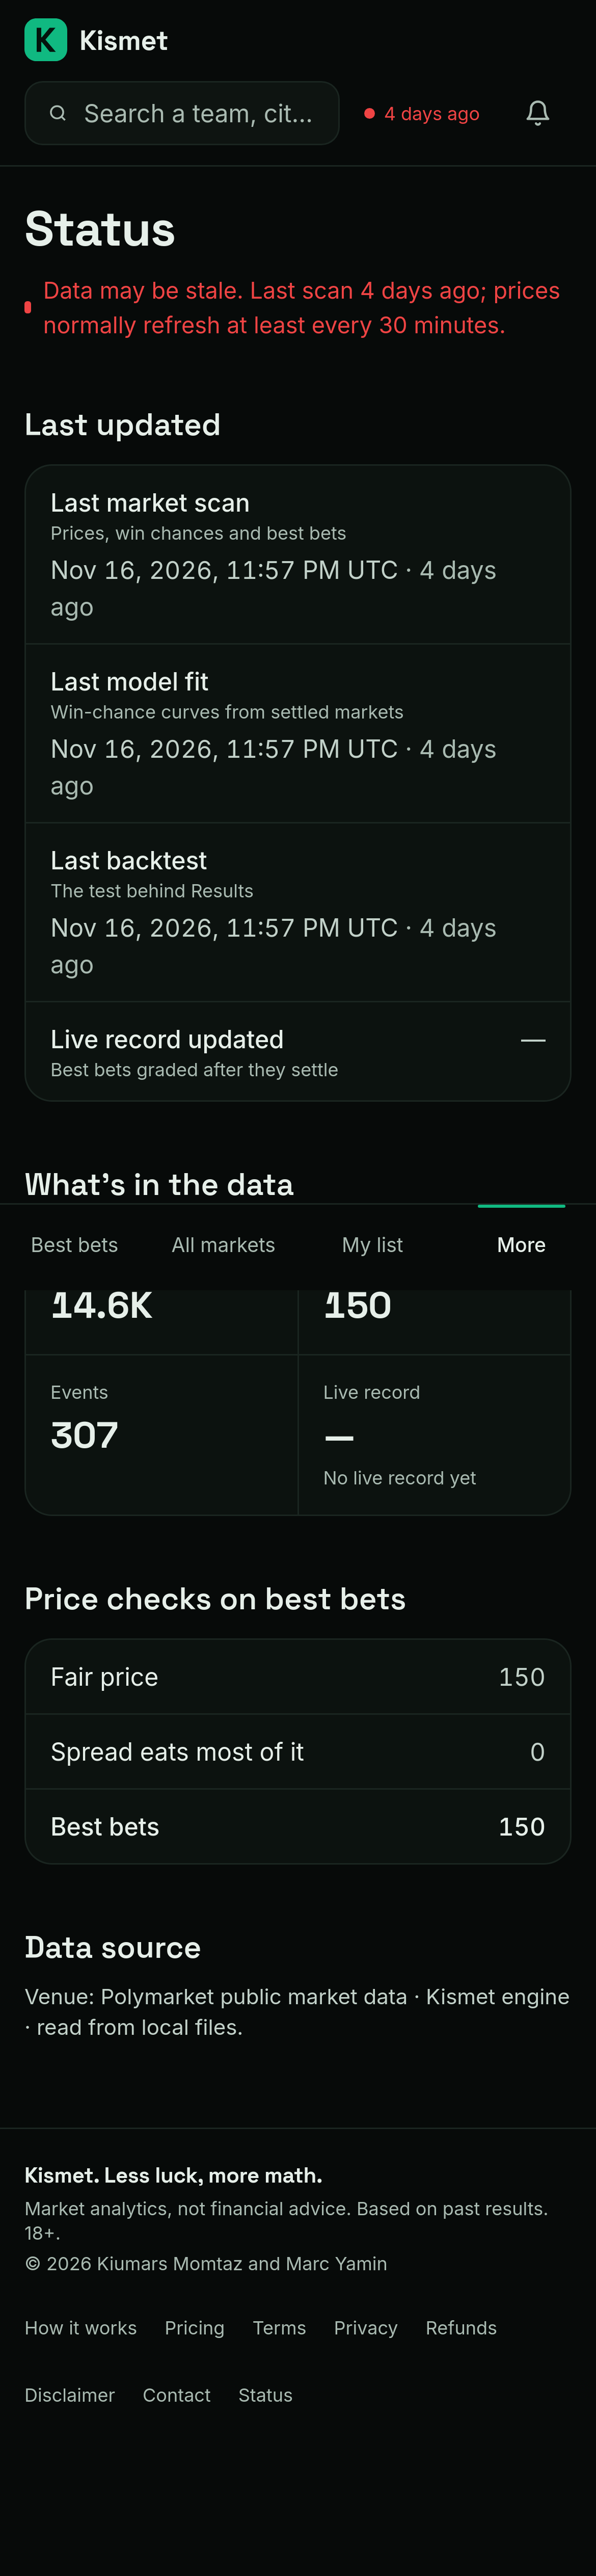 K Kismet
Search a team, cit...
4 days ago
Status
Data may be stale. Last scan 4 days ago; prices
normally refresh at least every 30 minutes.
Last updated
Last market scan
Prices, win chances and best bets
Nov 16, 2026, 11:57 PM UTC · 4 days
ago
Last model fit
Win-chance curves from settled markets
Nov 16, 2026, 11:57 PM UTC · 4 days
ago
Last backtest
The test behind Results
Nov 16, 2026, 11:57 PM UTC · 4 days
ago
Live record updated —
Best bets graded after they settle
What’s in the data
Best bets All markets My list More
14.6K 150
Events Live record
307 —
No live record yet
Price checks on best bets
Fair price 150
Spread eats most of it 0
Best bets 150
Data source
Venue: Polymarket public market data · Kismet engine
· read from local files.
Kismet. Less luck, more math.
Market analytics, not financial advice. Based on past results.
18+.
© 2026 Kiumars Momtaz and Marc Yamin
How it works Pricing Terms Privacy Refunds
Disclaimer Contact Status